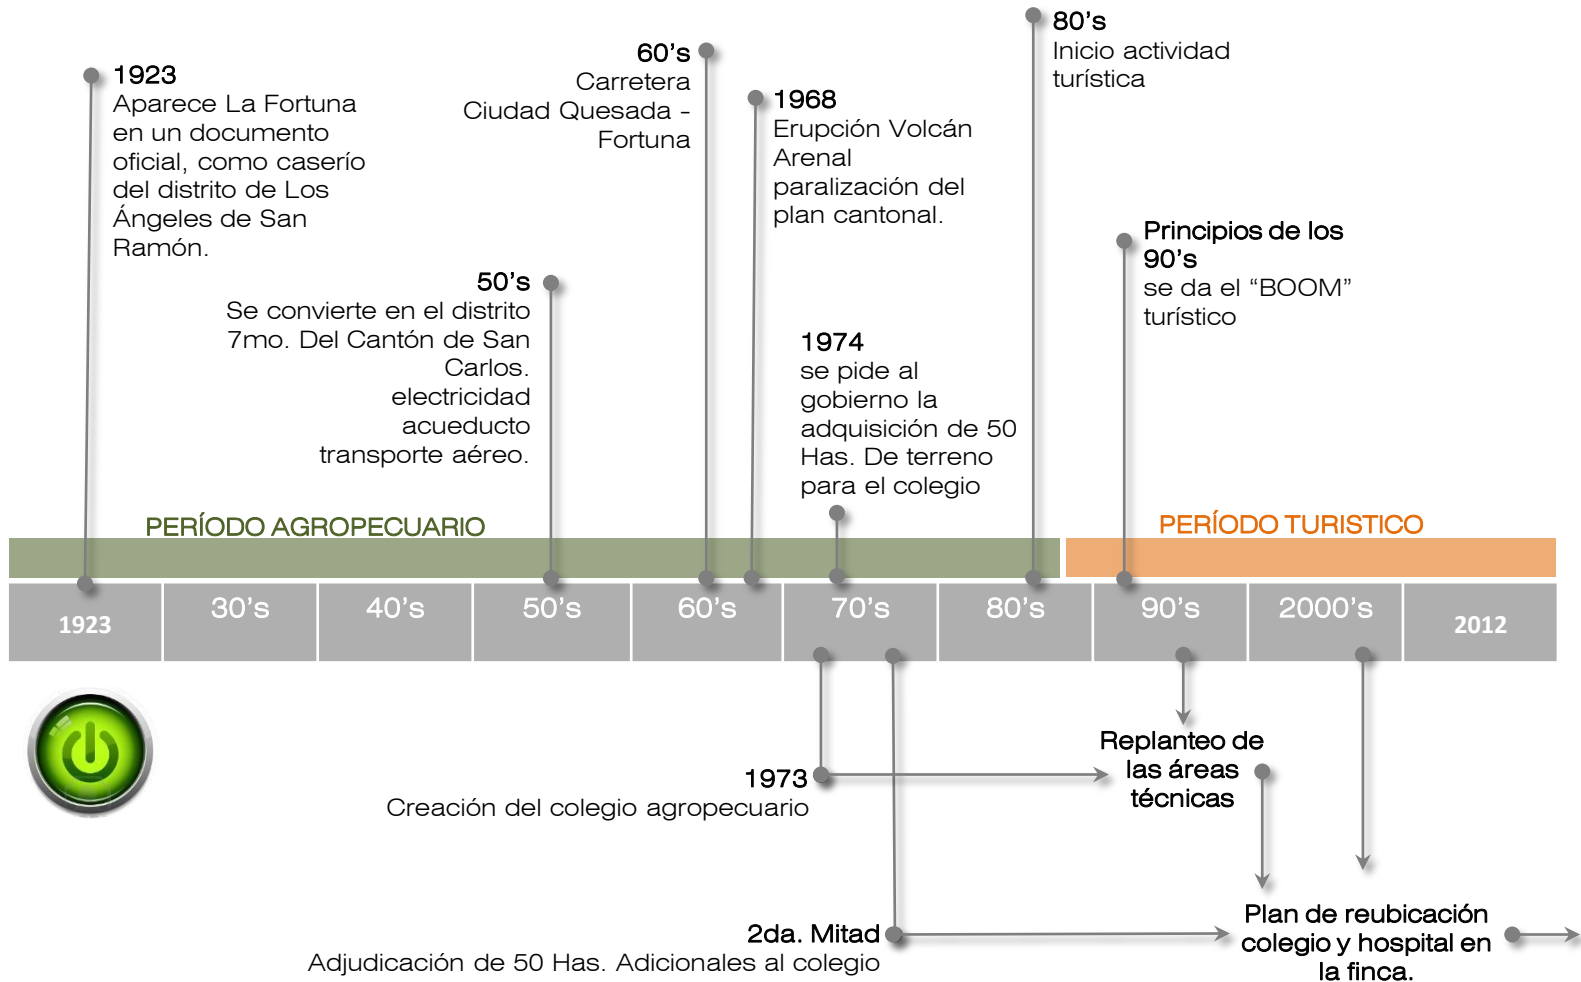 1923
Aparece La Fortuna
en un documento
oficial, como caserío
del distrito de Los
Ángeles de San
Ramón.
50's
Se convierte en el distrito
7mo. Del Cantón de San
Carlos.
electricidad
acueducto
transporte aéreo.
60's
Carretera
Ciudad Quesada -
Fortuna
1968
Erupción Volcán
Arenal
paralización del
plan cantonal.
1974
se pide al
gobierno la
adquisición de 50
Has. De terreno
para el colegio
80's
Inicio actividad
turística
Principios de los
90's
se da el “BOOM”
turístico
PERÍODO AGROPECUARIO
PERÍODO TURISTICO
1923
30's
40's
50's
60's
70's
80's
90's
2000's
2012
1973
Creación del colegio agropecuario
Replanteo de
las áreas
técnicas
2da. Mitad
Adjudicación de 50 Has. Adicionales al colegio
Plan de reubicación
colegio y hospital en
la finca.